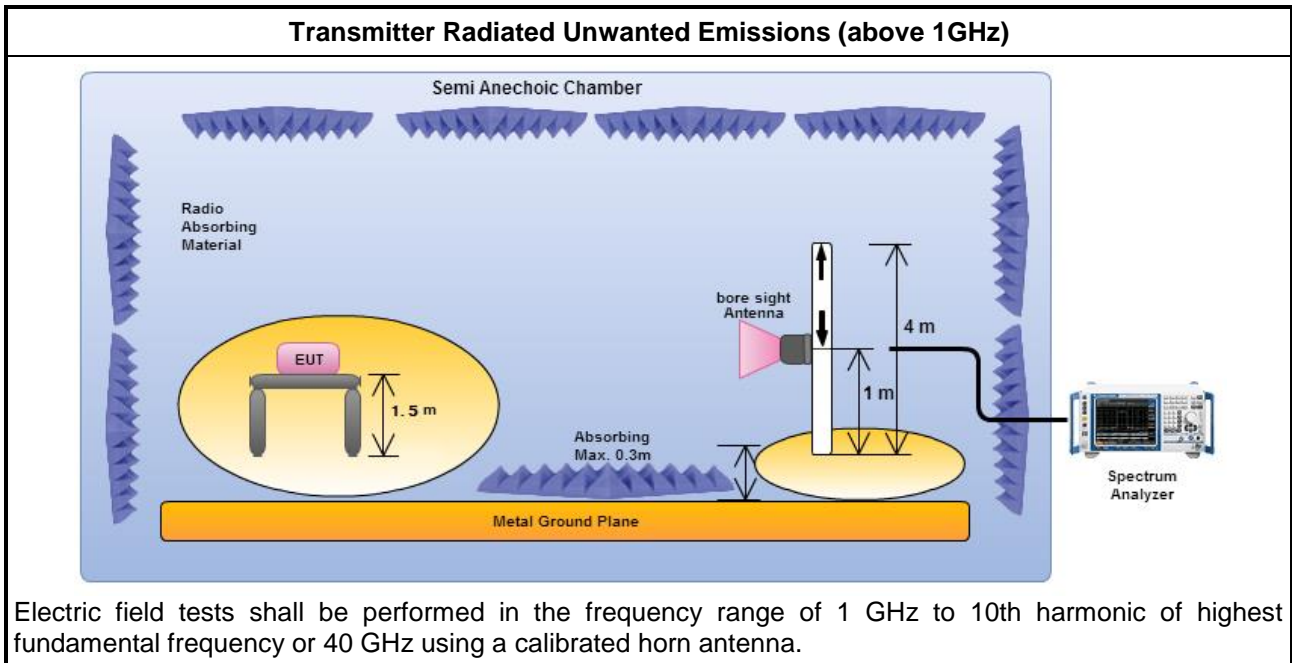 Transmitter Radiated Unwanted Emissions (above 1GHz)
Semi Anechoic Chamber
Radio
Absorbing
Material
bore sight
Antenna
4 m
EUT
1 m
1.5 m
Absorbing
Max. 0.3m
Spectrum
Analyzer
Metal Ground Plane
Electric field tests shall be performed in the frequency range of 1 GHz to 10th harmonic of highest
fundamental frequency or 40 GHz using a calibrated horn antenna.